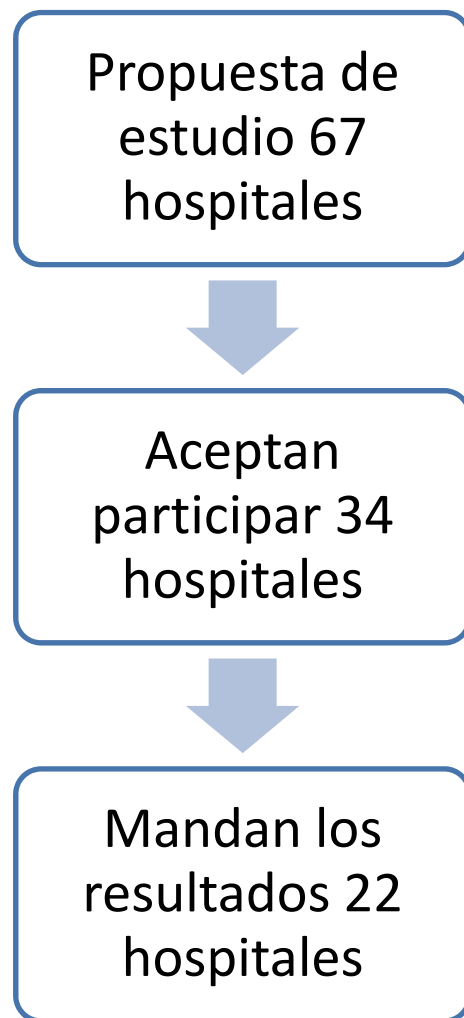 Propuesta de
estudio 67
hospitales
Aceptan
participar 34
hospitales
Mandan los
resultados 22
hospitales